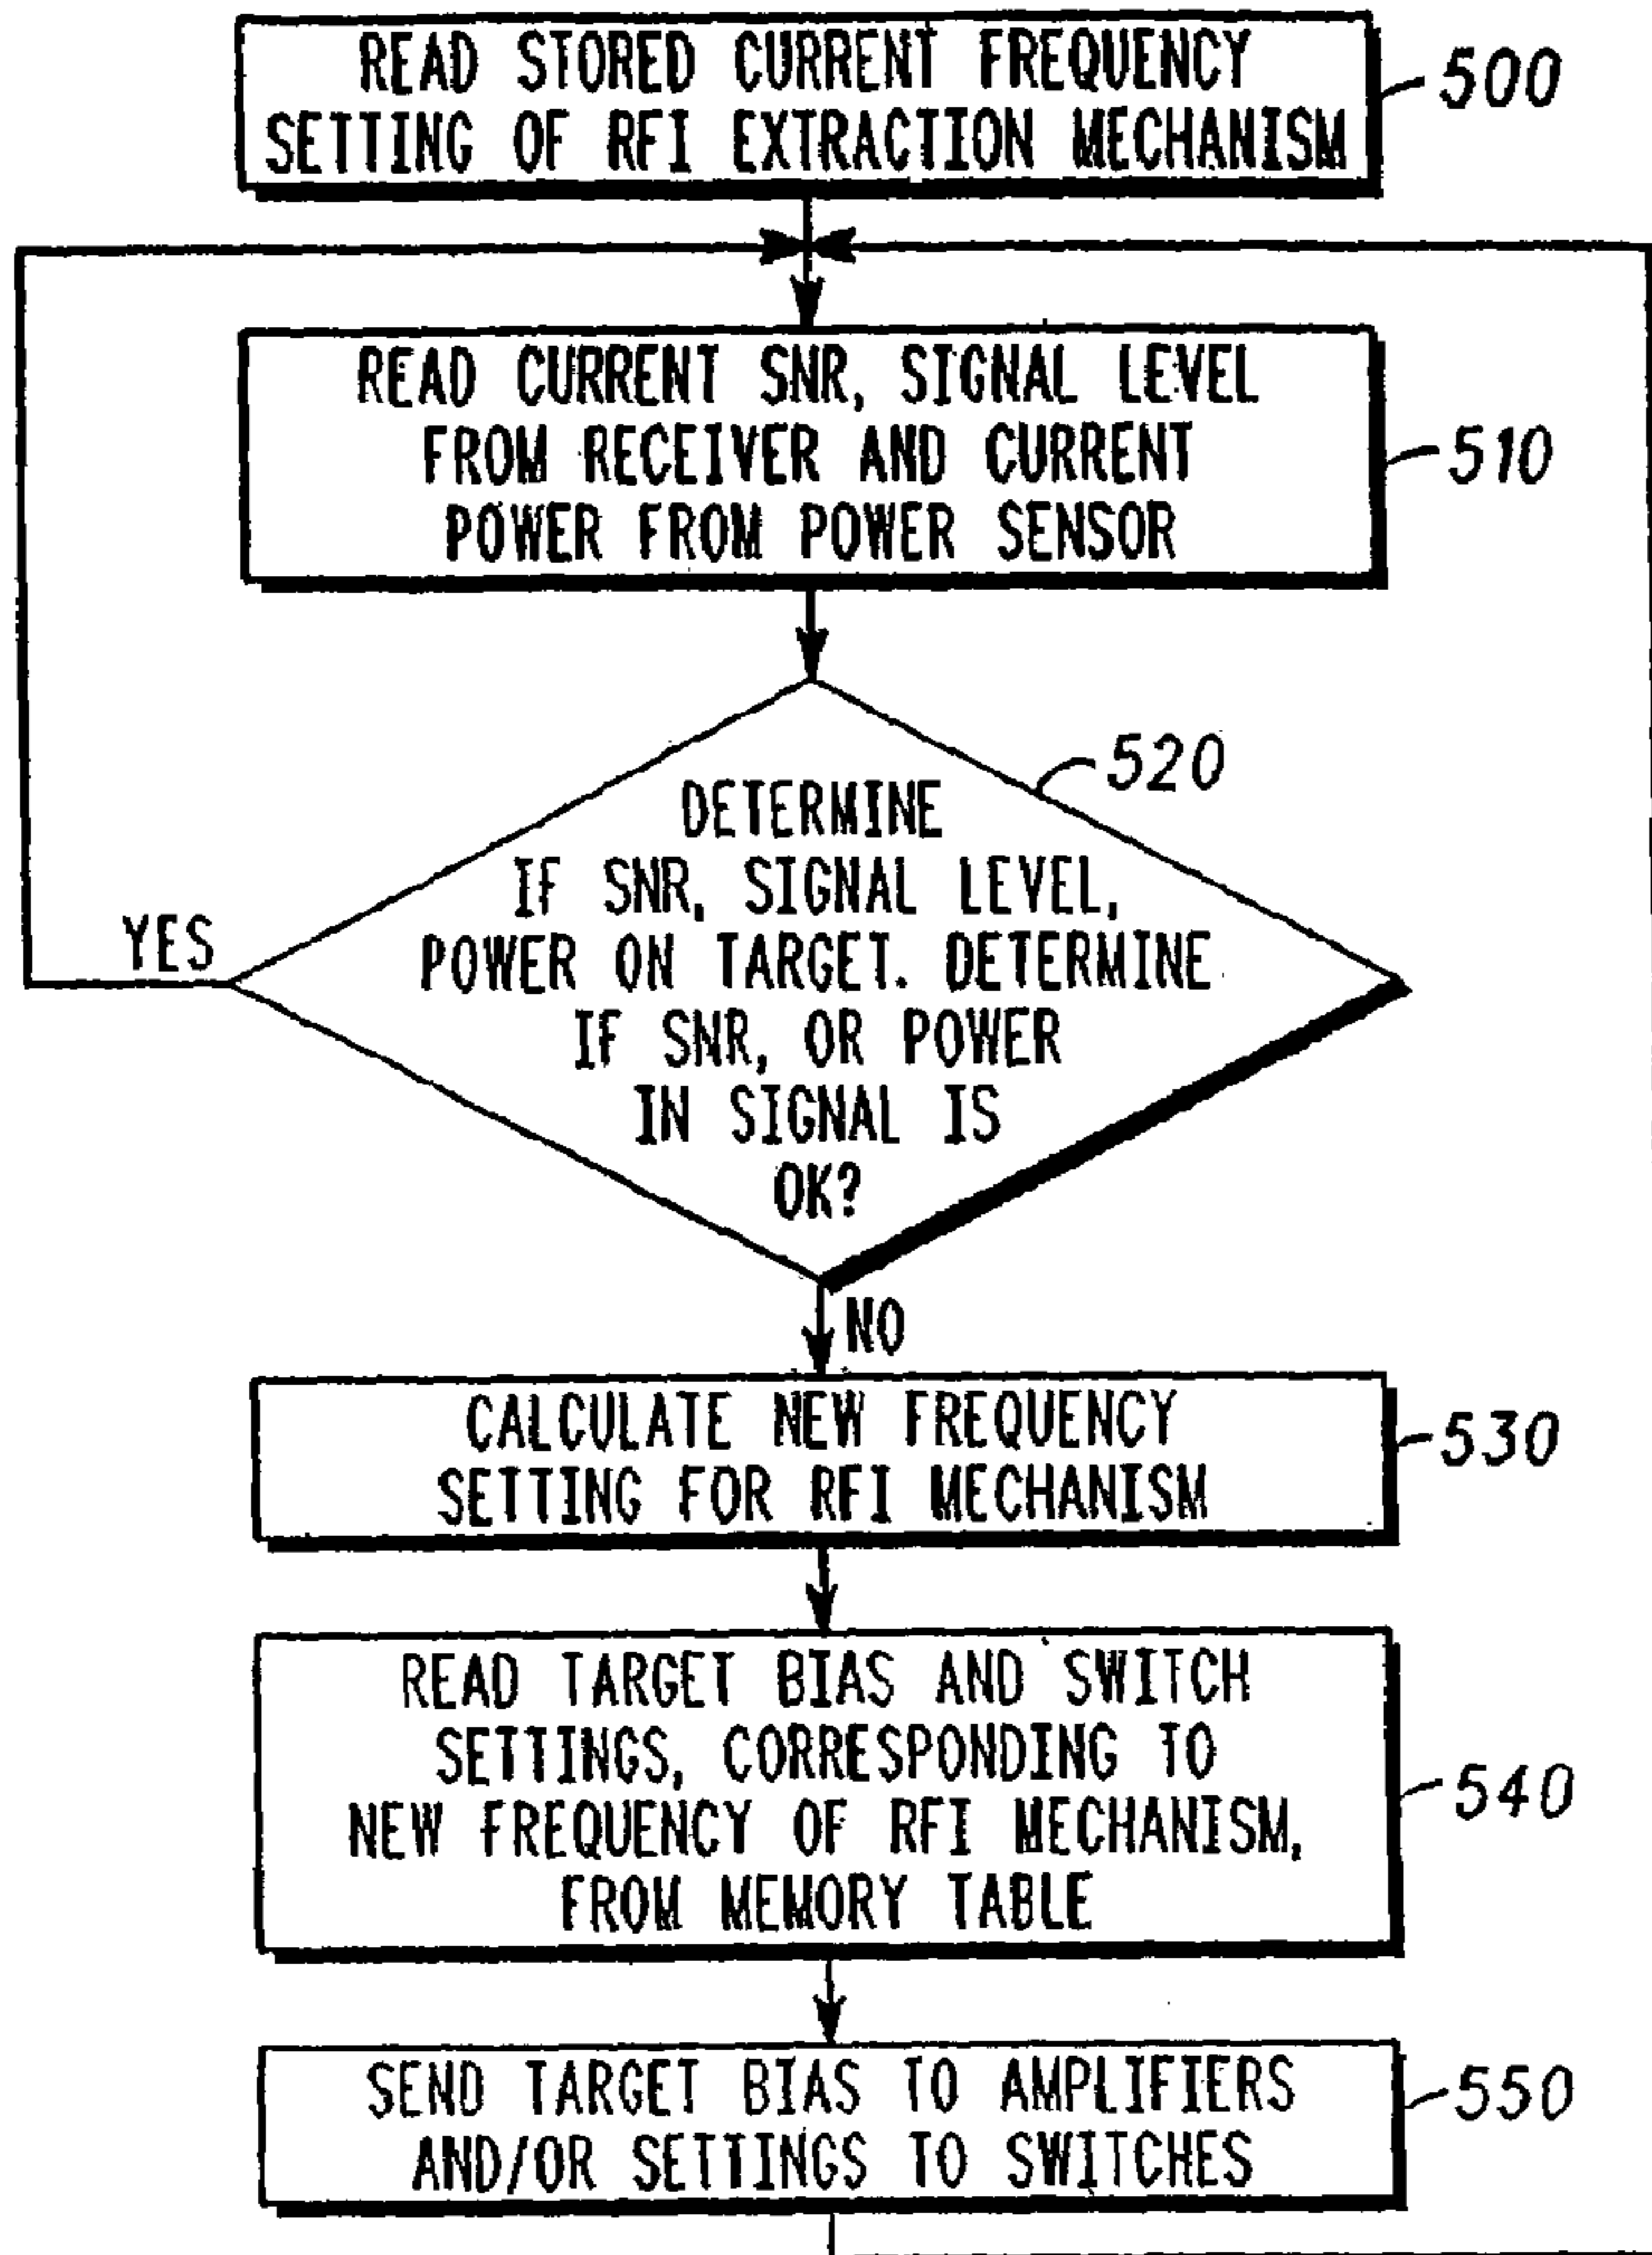 READ STORED CURRENT FREQUENCY
SETTING OF RFI EXTRACTION MECHANISM
500
READ CURRENT SNR, SIGNAL LEVEL
FROM RECEIVER AND CURRENT
POWER FROM POWER SENSOR
510
520
DETERMINE
IF SNR, SIGNAL LEVEL,
POWER ON TARGET. DETERMINE
IF SNR, OR POWER
IN SIGNAL IS
OK?
YES
NO
CALCULATE NEW FREQUENCY
SETTING FOR RFI MECHANISM
530
READ TARGET BIAS AND SWITCH
SETTINGS, CORRESPONDING TO
NEW FREQUENCY OF RFI MECHANISM,
FROM MEMORY TABLE
540
SEND TARGET BIAS TO AMPLIFIERS
AND/OR SETTINGS TO SWITCHES
550